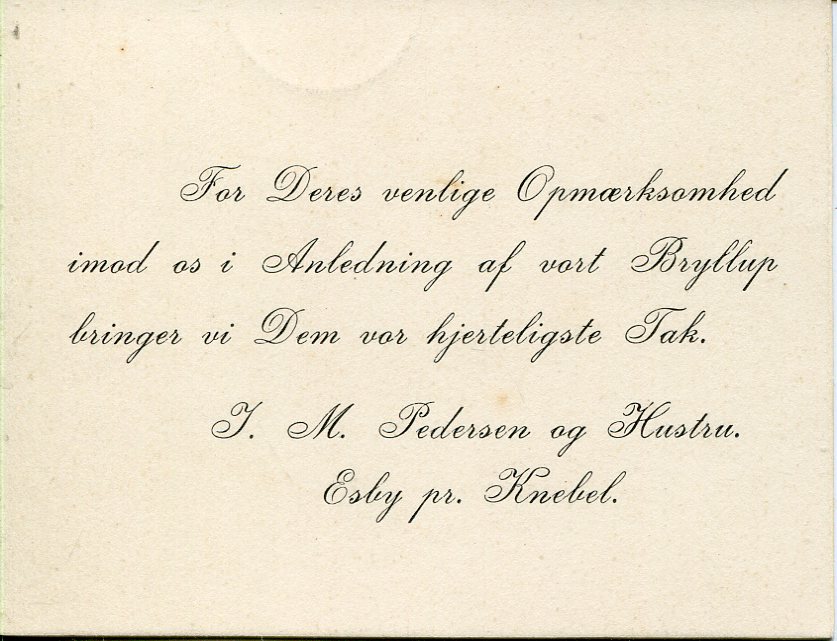 For Deres venlige Opmærksomhed
imod os i Anledning af vort Bryllup
bringer vi Dem vor hjerteligste Tak.
J. M. Pedersen og Hustru.
Esby pr. Knebel.